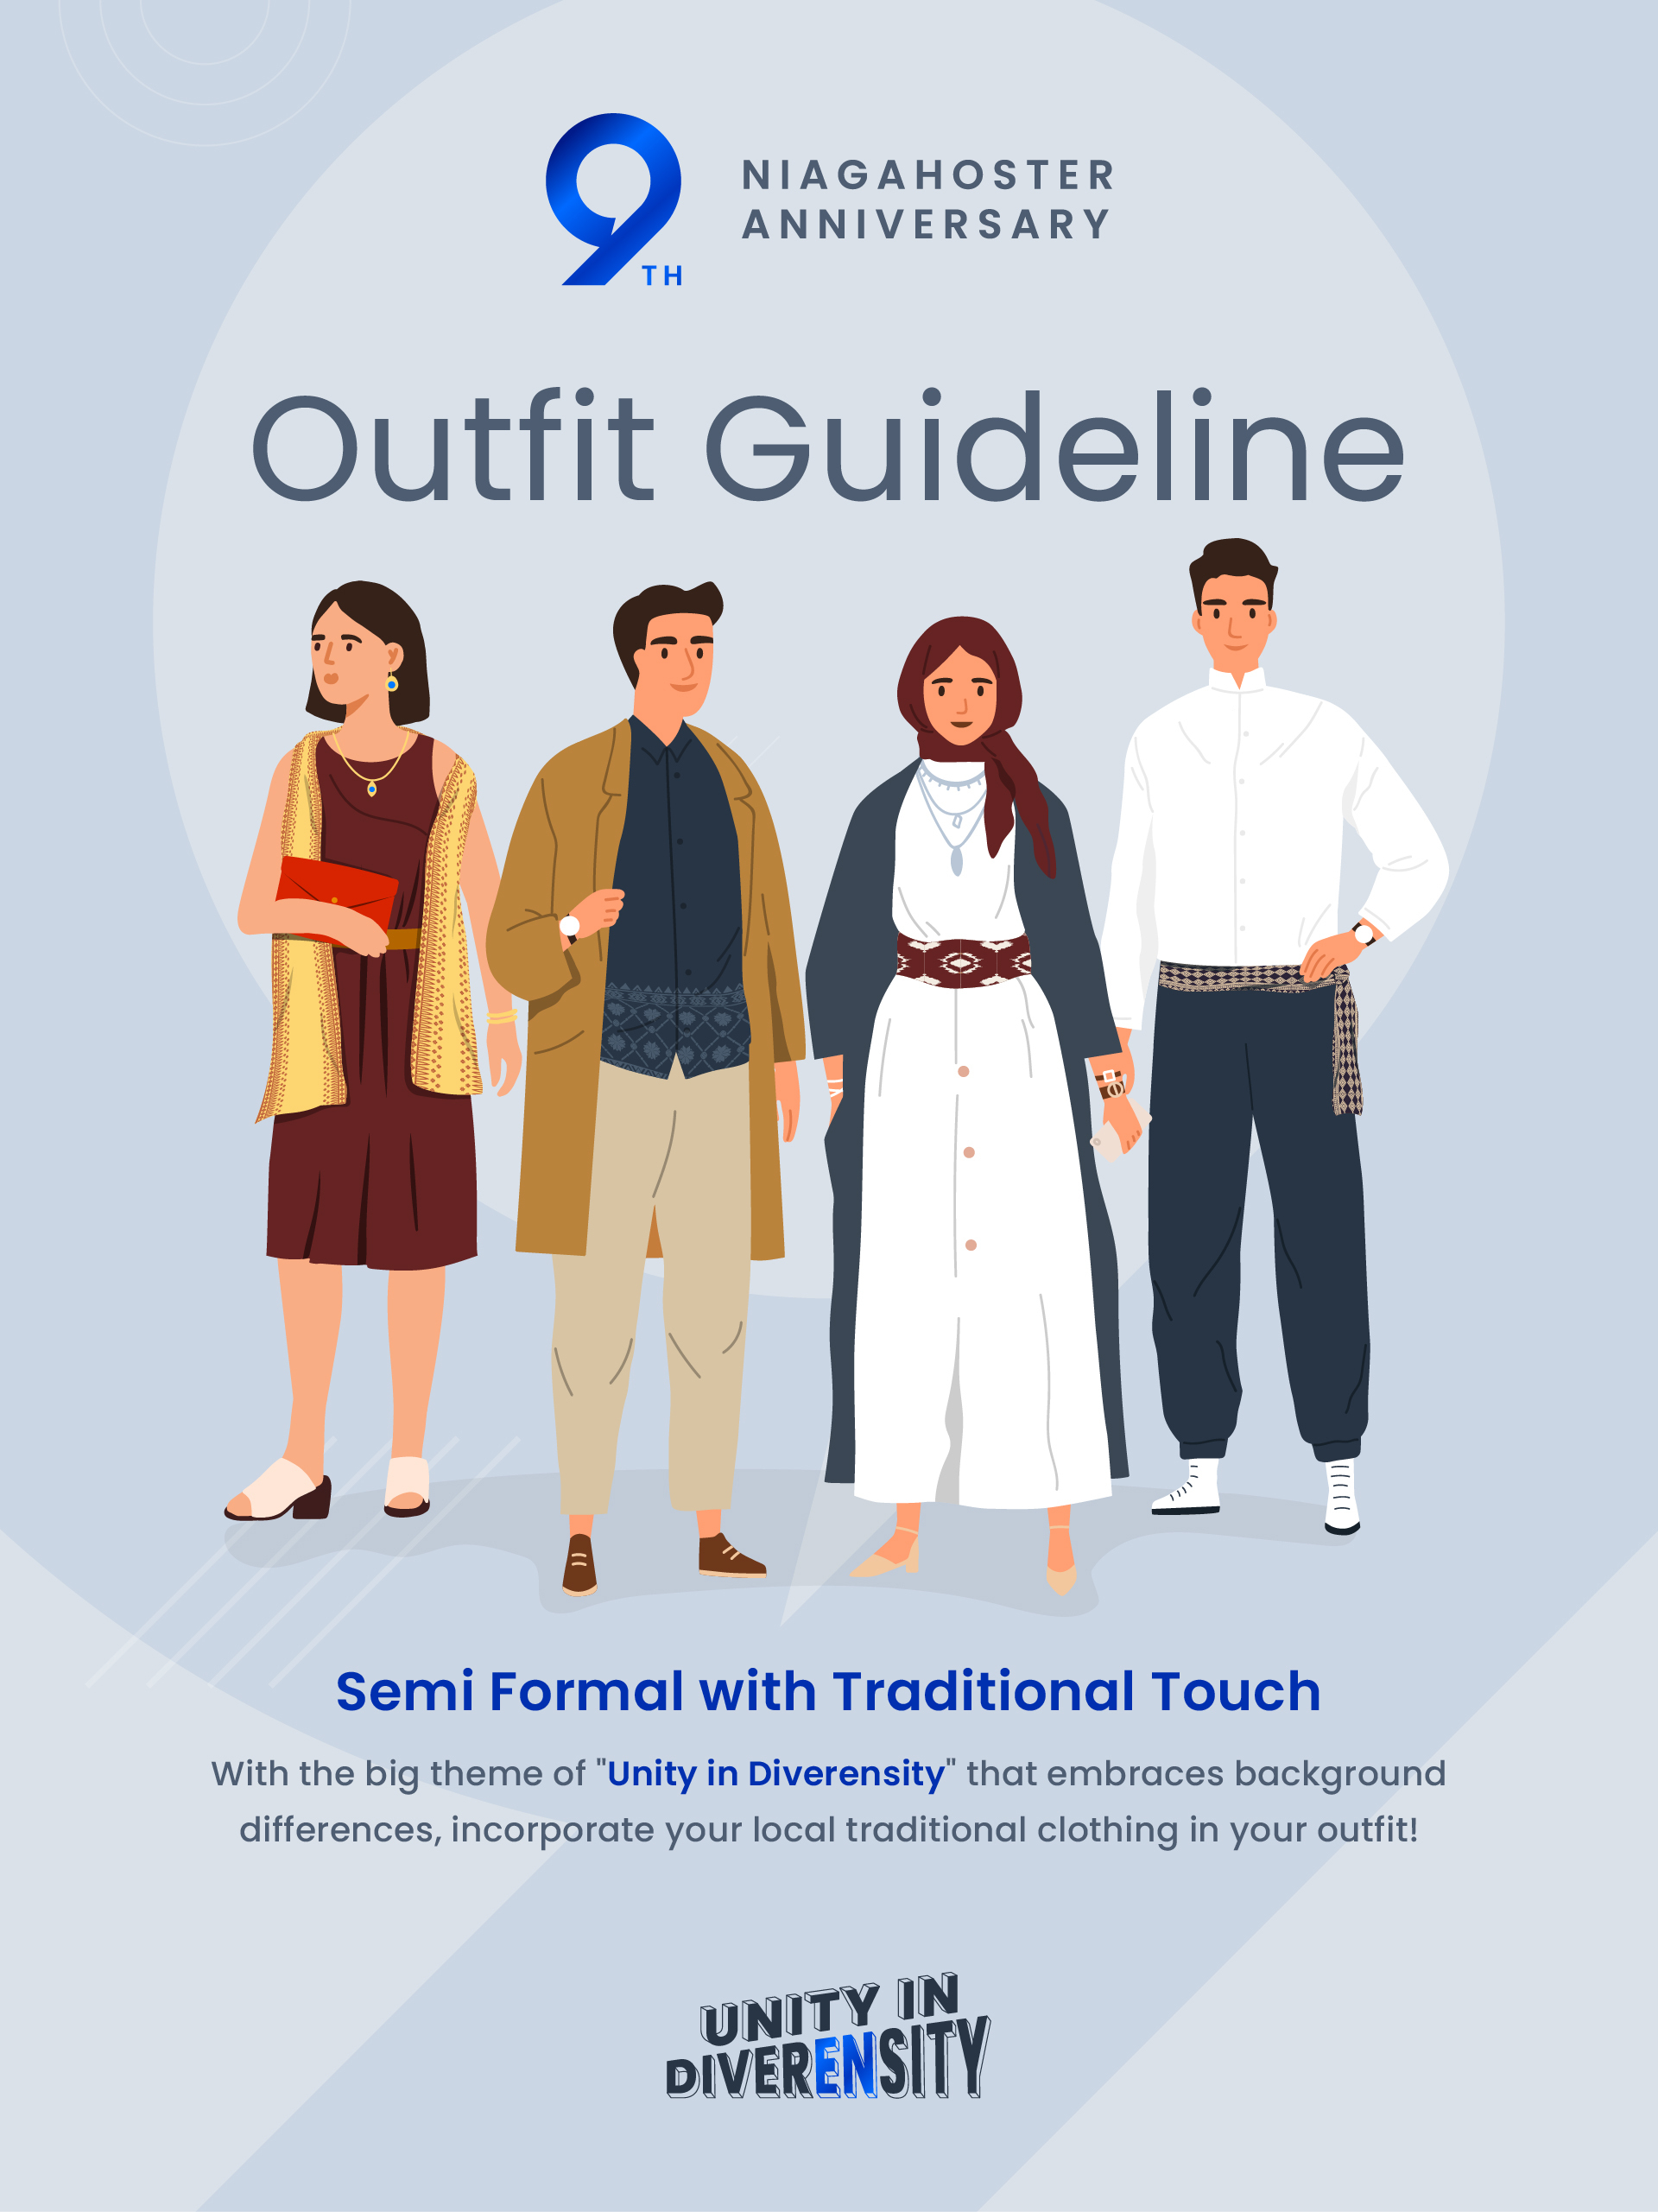 9TH
NIAGAHOSTER
ANNIVERSARY
Outfit Guideline
Semi Formal with Traditional Touch
With the big theme of "Unity in Diverensity" that embraces background
differences, incorporate your local traditional clothing in your outfit!
UNITY IN
DIVERENSITY